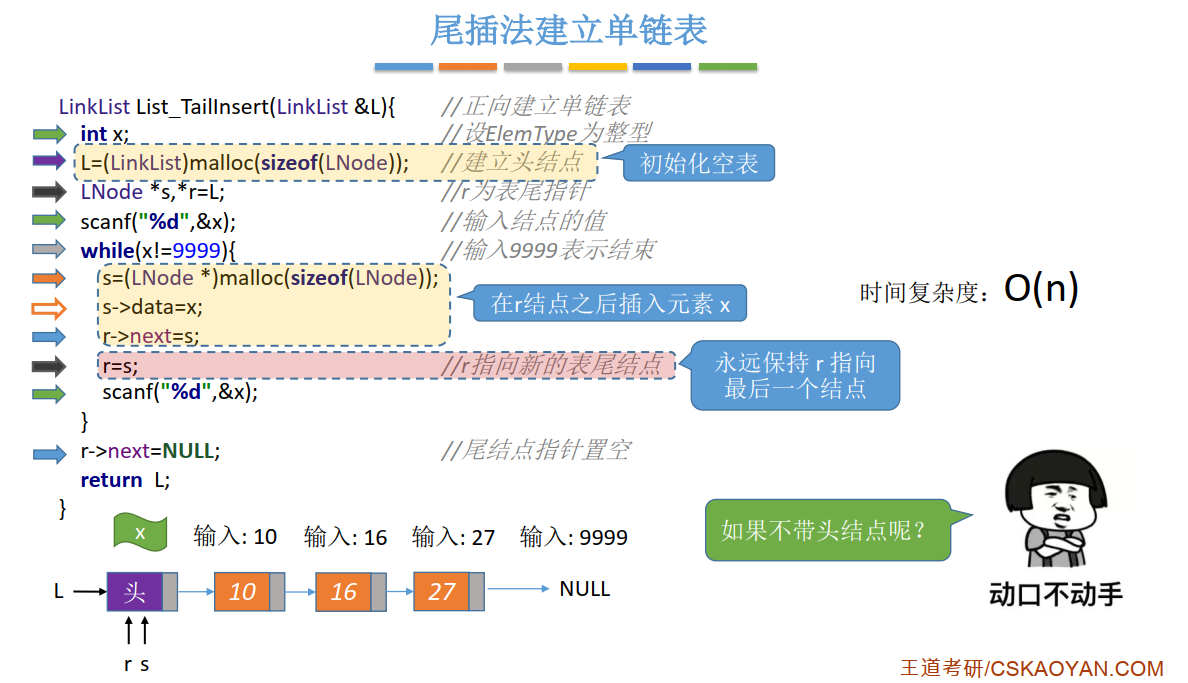 尾插法建立单链表
LinkList List_TailInsert(LinkList &L){ //正向建立单链表
int x; //设ElemType为整型
L=(LinkList)malloc(sizeof(LNode)); //建立头结点
初始化空表
LNode *s,*r=L; //r为表尾指针
scanf("%d",&x); //输入结点的值
while(x!=9999){ //输入9999表示结束
s=(LNode *)malloc(sizeof(LNode));
s->data=x;
r->next=s;
在r结点之后插入元素 x
时间复杂度：O(n)
r=s; //r指向新的表尾结点
永远保持 r 指向
最后一个结点
scanf("%d",&x);
}
r->next=NULL; //尾结点指针置空
return L;
}
x
输入: 10 输入: 16 输入: 27 输入: 9999
L 头 10 16 27 NULL
r s
如果不带头结点呢？
动口不动手
王道考研/CSKAOYAN.COM